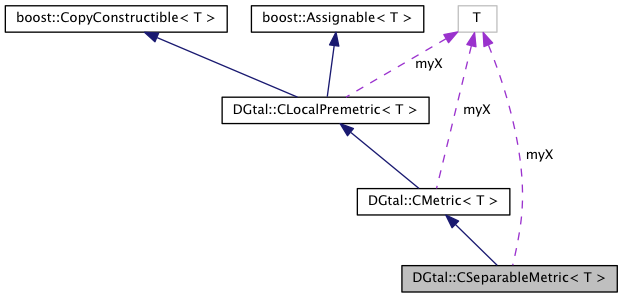 boost::CopyConstructible< T >
boost::Assignable< T >
T
myX
DGtal::CLocalPremetric< T >
myX
myX
DGtal::CMetric< T >
DGtal::CSeparableMetric< T >